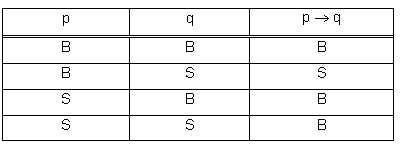 p q p → q
B B B
B S S
S B B
S S B